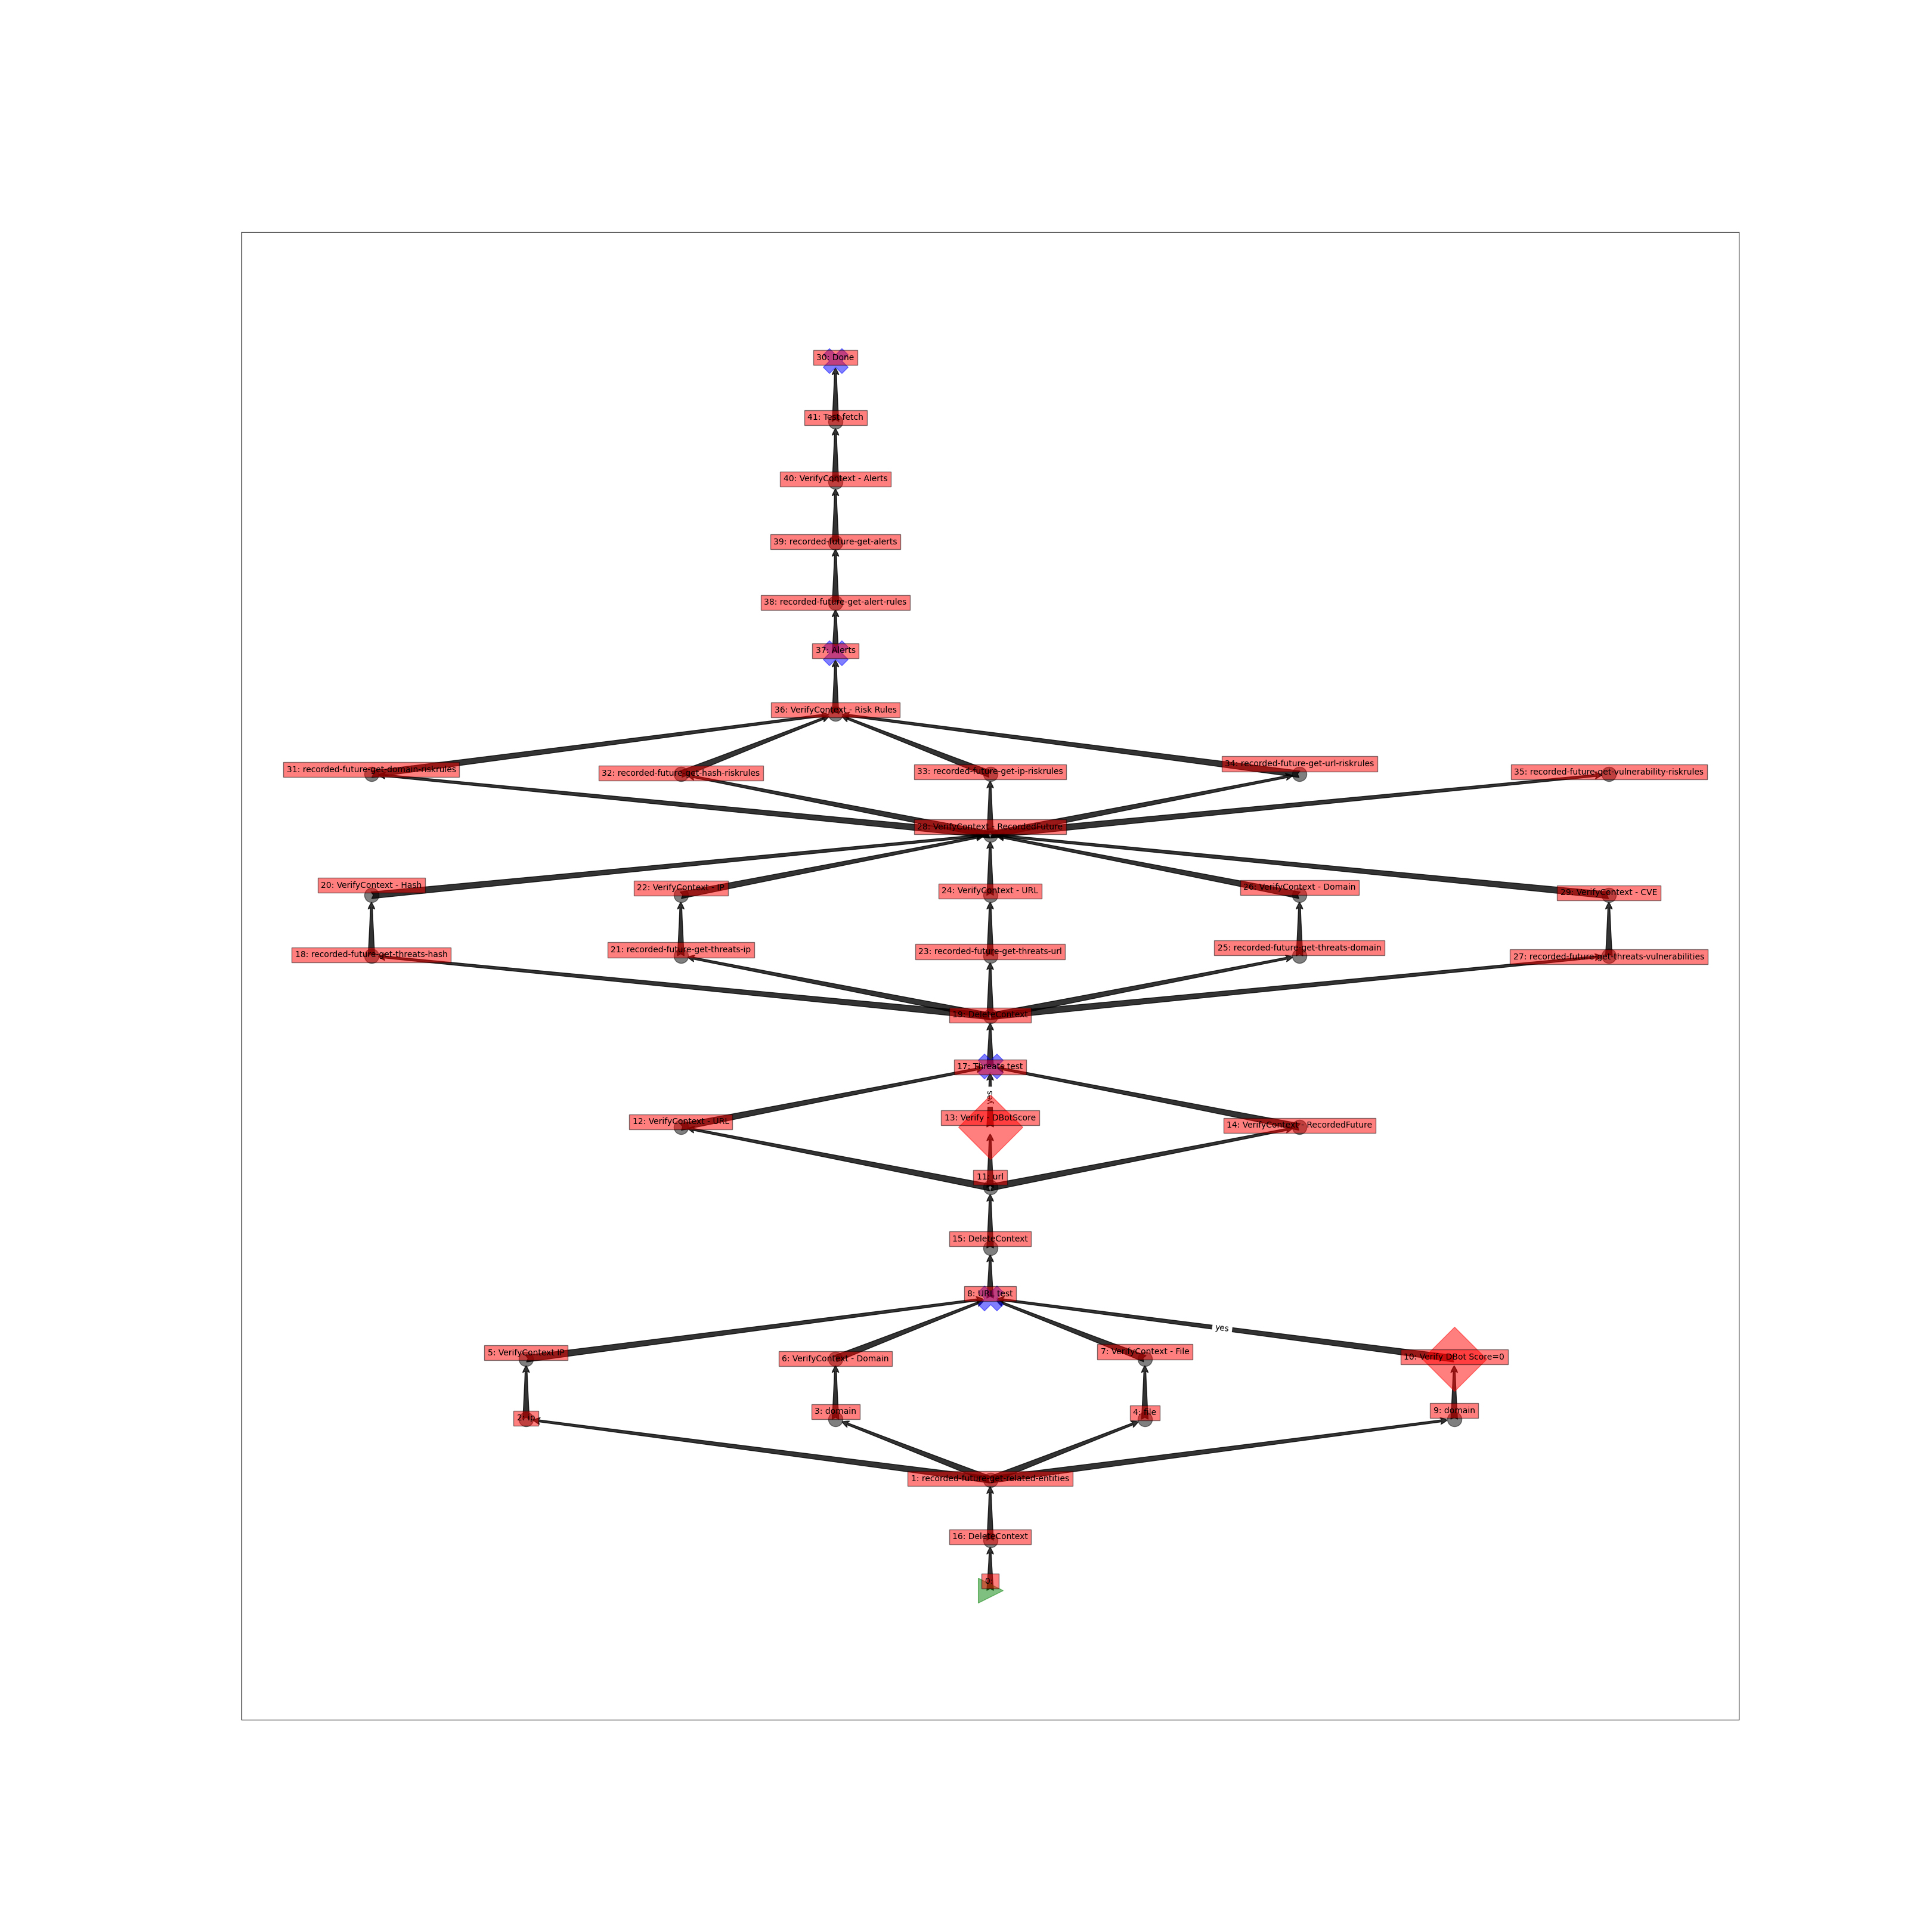 30: Done
41: Test fetch
40: VerifyContext - Alerts
39: recorded-future-get-alerts
38: recorded-future-get-alert-rules
37: Alerts
36: VerifyContext - Risk Rules
31: recorded-future-get-domain-riskrules
32: recorded-future-get-hash-riskrules
33: recorded-future-get-ip-riskrules
34: recorded-future-get-url-riskrules
35: recorded-future-get-vulnerability-riskrules
28: VerifyContext - RecordedFuture
20: VerifyContext - Hash
22: VerifyContext - IP
24: VerifyContext - URL
26: VerifyContext - Domain
29: VerifyContext - CVE
18: recorded-future-get-threats-hash
21: recorded-future-get-threats-ip
23: recorded-future-get-threats-url
25: recorded-future-get-threats-domain
27: recorded-future-get-threats-vulnerabilities
19: DeleteContext
17: Threats test
yes
12: VerifyContext - URL
13: Verify - DBotScore
14: VerifyContext - RecordedFuture
11: url
15: DeleteContext
8: URL test
yes
5: VerifyContext IP
6: VerifyContext - Domain
7: VerifyContext - File
10: Verify DBot Score=0
2: ip
3: domain
4: file
9: domain
1: recorded-future-get-related-entities
16: DeleteContext
0: